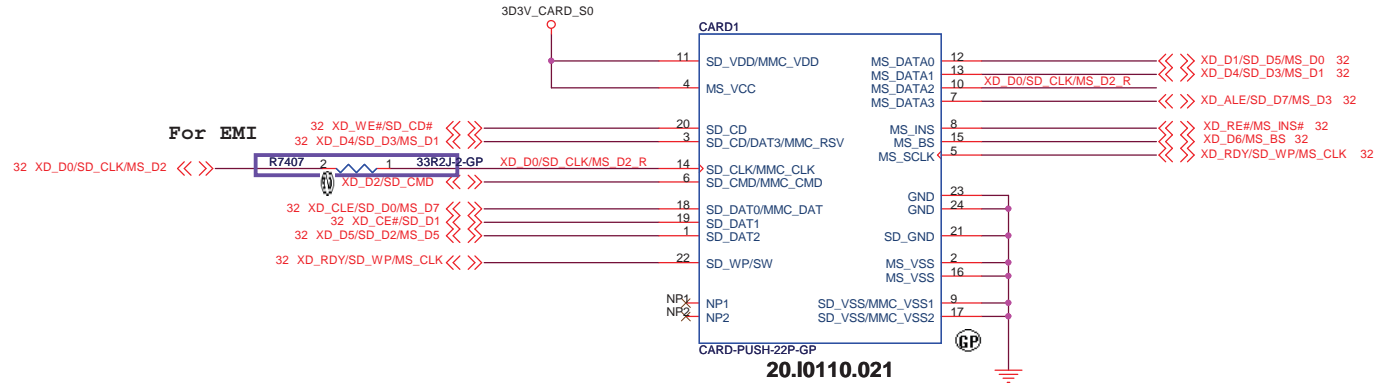 3D3V_CARD_S0
CARD1
11 SD_VDD/MMC_VDD
4 MS_VCC
MS_DATA0 12 XD_D1/SD_D5/MS_D0 32
MS_DATA1 13 XD_D4/SD_D3/MS_D1 32
MS_DATA2 10 XD_D0/SD_CLK/MS_D2_R
MS_DATA3 7 XD_ALE/SD_D7/MS_D3 32
For EMI
32 XD_WE#/SD_CD# 20 SD_CD
32 XD_D4/SD_D3/MS_D1 3 SD_CD/DAT3/MMC_RSV
MS_INS 8 XD_RE#/MS_INS# 32
MS_BS 15 XD_D6/MS_BS 32
MS_SCLK 5 XD_RDY/SD_WP/MS_CLK 32
R7407 2 1 33R2J-2-GP
32 XD_D0/SD_CLK/MS_D2 XD_D0/SD_CLK/MS_D2_R 14 SD_CLK/MMC_CLK
XD_D2/SD_CMD 6 SD_CMD/MMC_CMD
GND 23
GND 24
32 XD_CLE/SD_D0/MS_D7 18 SD_DAT0/MMC_DAT
32 XD_CE#/SD_D1 19 SD_DAT1
32 XD_D5/SD_D2/MS_D5 1 SD_DAT2
SD_GND 21
32 XD_RDY/SD_WP/MS_CLK 22 SD_WP/SW
MS_VSS 2
MS_VSS 16
NP1 NP1
NP2 NP2
SD_VSS/MMC_VSS1 9
SD_VSS/MMC_VSS2 17
GP
CARD-PUSH-22P-GP
20.I0110.021